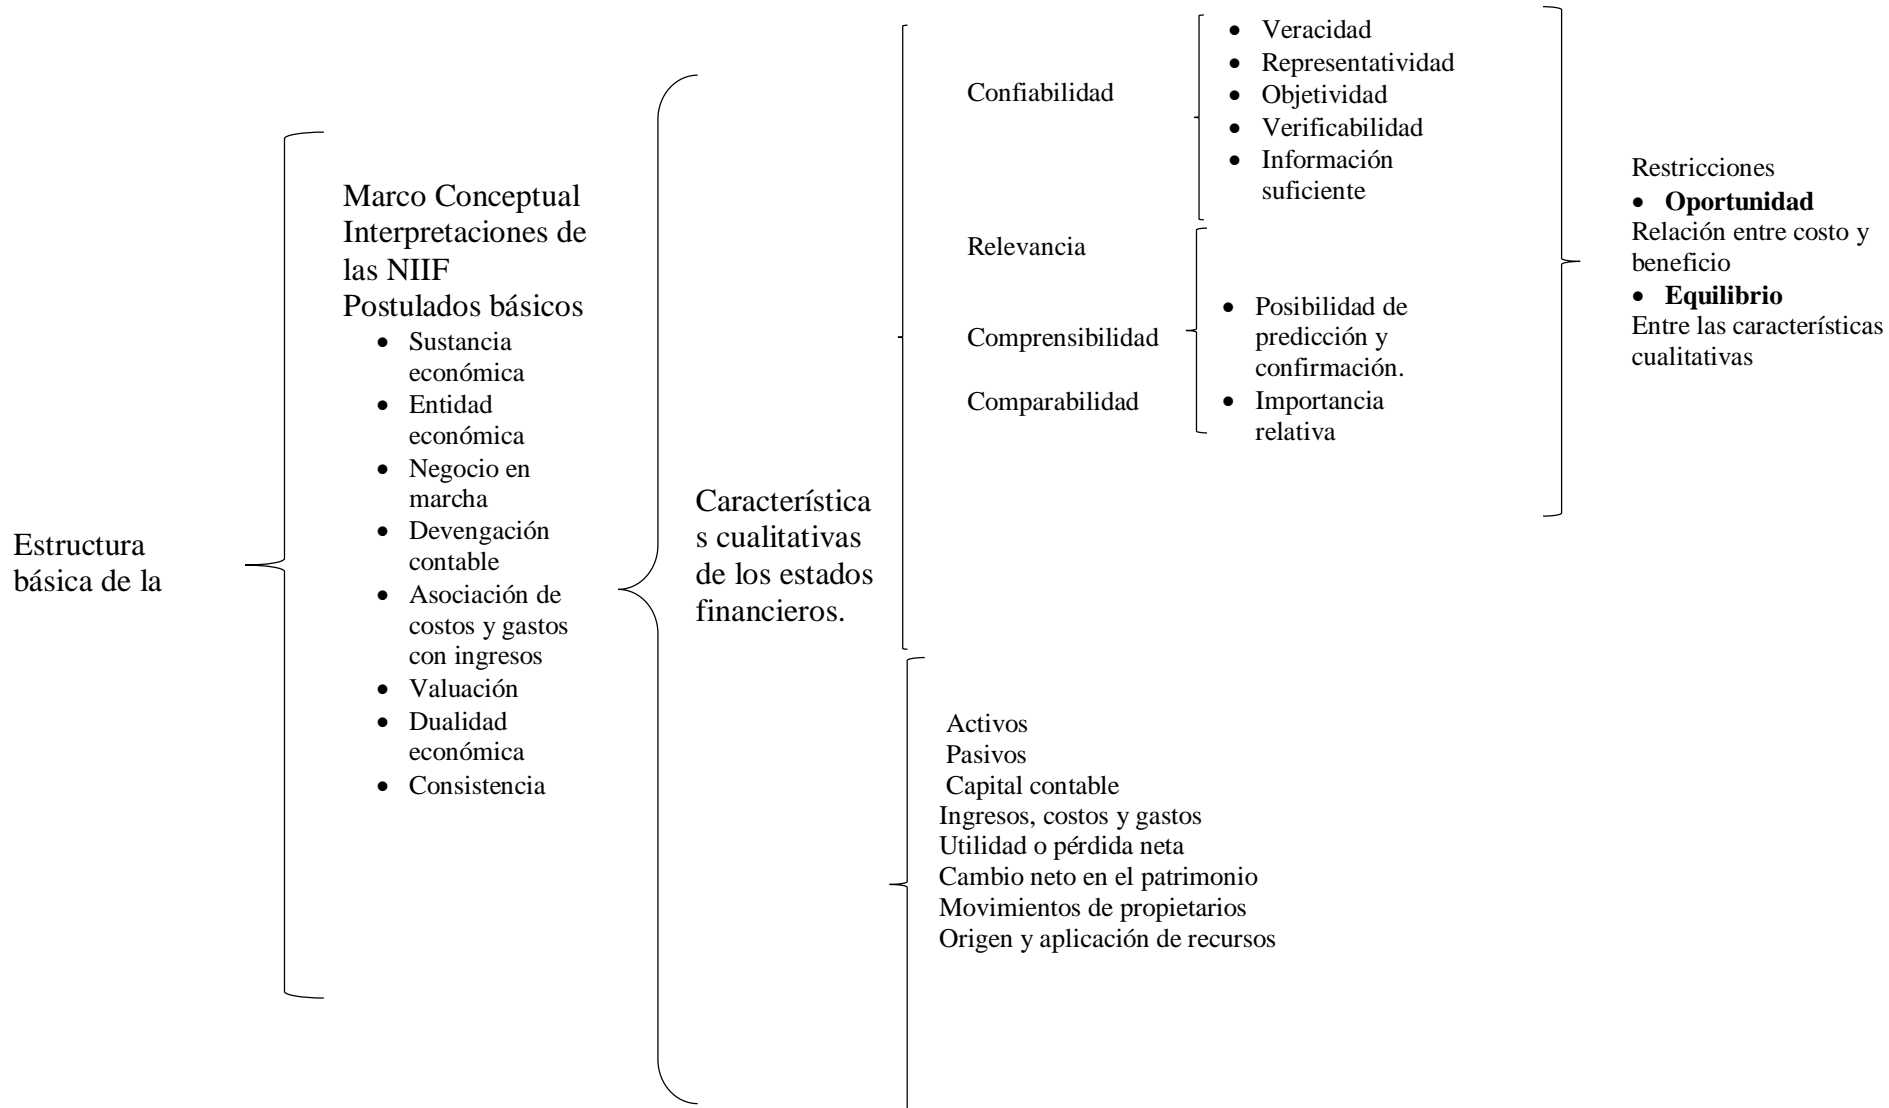 Estructura
básica de la
Marco Conceptual
Interpretaciones de
las NIIF
Postulados básicos
• Sustancia
económica
• Entidad
económica
• Negocio en
marcha
• Devengación
contable
• Asociación de
costos y gastos
con ingresos
• Valuación
• Dualidad
económica
• Consistencia
Característica
s cualitativas
de los estados
financieros.
Confiabilidad
Relevancia
Comprensibilidad
Comparabilidad
• Veracidad
• Representatividad
• Objetividad
• Verificabilidad
• Información
suficiente
• Posibilidad de
predicción y
confirmación.
• Importancia
relativa
Restricciones
• Oportunidad
Relación entre costo y
beneficio
• Equilibrio
Entre las características
cualitativas
Activos
Pasivos
Capital contable
Ingresos, costos y gastos
Utilidad o pérdida neta
Cambio neto en el patrimonio
Movimientos de propietarios
Origen y aplicación de recursos